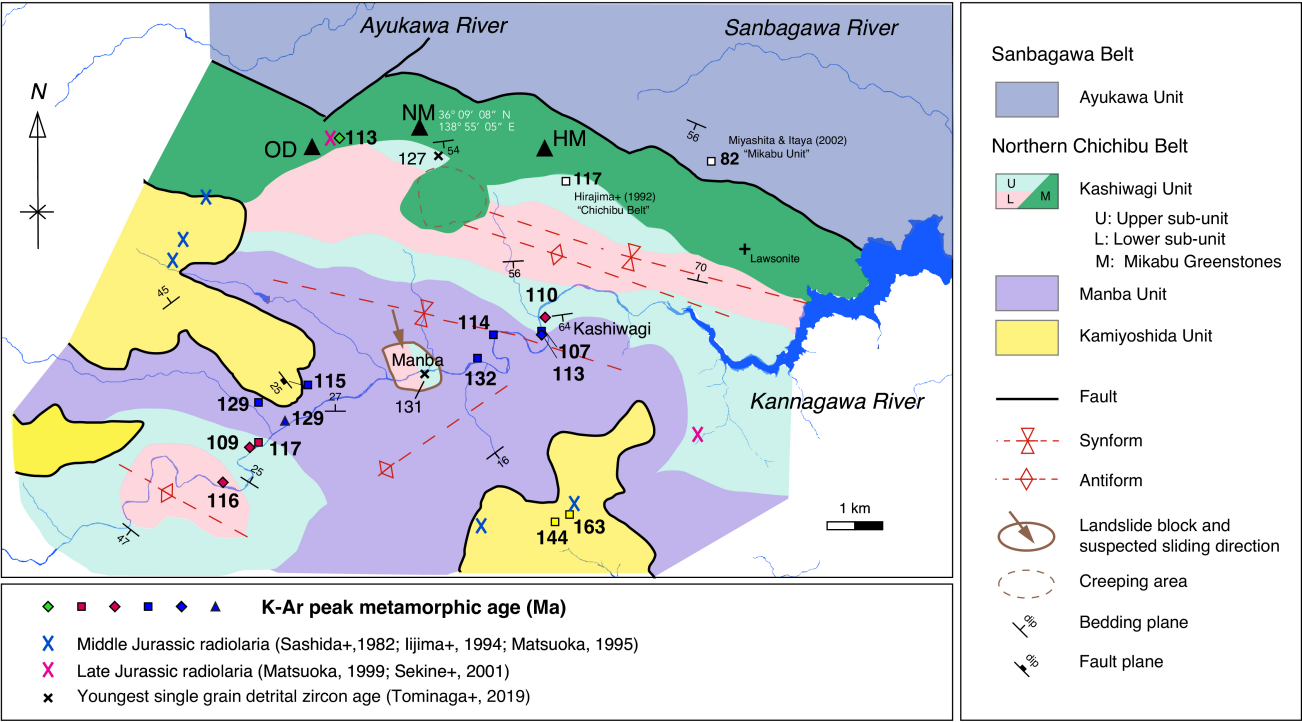 Ayukawa River
Sanbagawa River
N
NM
36° 09' 08" N
138° 55' 05" E
OD
113
HM
127
54
56
Miyashita & Itaya (2002)
"Mikabu Unit"
82
117
Hirajima+ (1992)
"Chichibu Belt"
Lawsonite
56
70
45
110
64
Kashiwagi
114
107
113
Manba
132
131
25
115
129
27
129
Kannagawa River
109
117
25
116
16
47
144
163
1 km
K-Ar peak metamorphic age (Ma)
Middle Jurassic radiolaria (Sashida+,1982; Iijima+, 1994; Matsuoka, 1995)
Late Jurassic radiolaria (Matsuoka, 1999; Sekine+, 2001)
Youngest single grain detrital zircon age (Tominaga+, 2019)
Sanbagawa Belt
Ayukawa Unit
Northern Chichibu Belt
U
L
M
Kashiwagi Unit
U: Upper sub-unit
L: Lower sub-unit
M: Mikabu Greenstones
Manba Unit
Kamiyoshida Unit
Fault
Synform
Antiform
Landslide block and
suspected sliding direction
Creeping area
dip
Bedding plane
dip
Fault plane